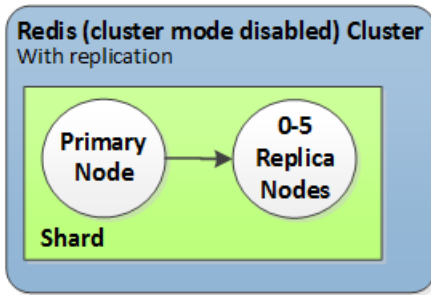 Redis (cluster mode disabled) Cluster
With replication
Primary
Node
0-5
Replica
Nodes
Shard